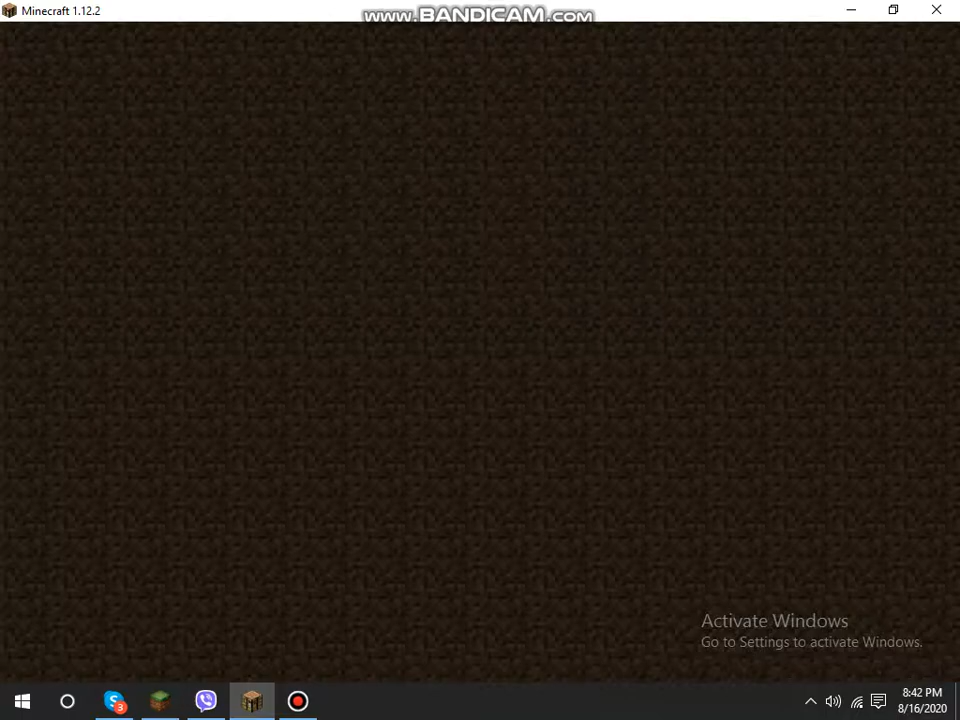 Minecraft 1.12.2
www.BANDICAM.com
Activate Windows
Go to Settings to activate Windows.
S
3
8:42 PM
8/16/2020